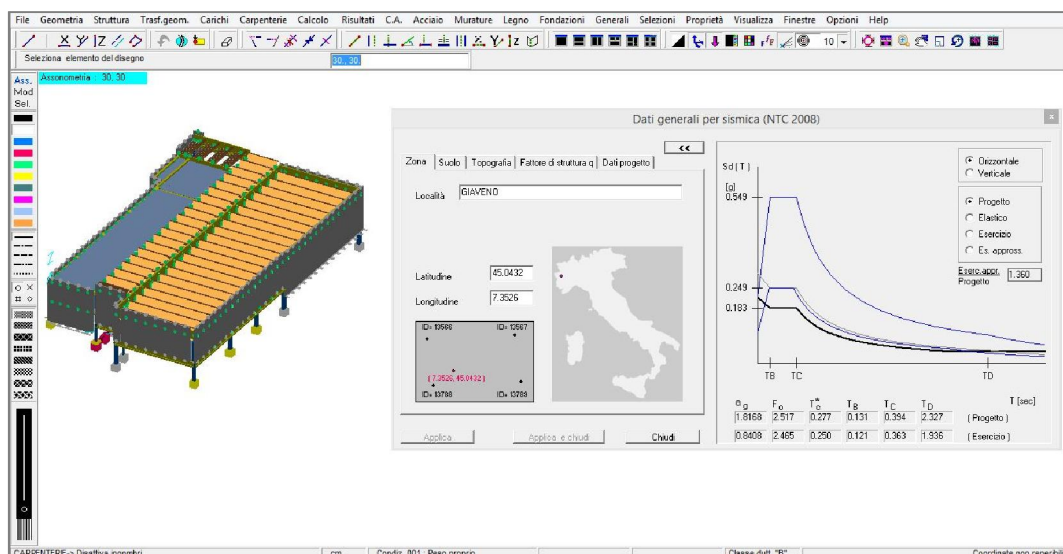 File Geometria Struttura Trasf.geom. Carichi Carpenterie Calcolo Risultati C.A. Acciaio Murature Legno Fondazioni Generali Selezioni Proprietà Visualizza Finestre Opzioni Help
10
Seleziona elemento del disegno
30, 30,
Ass.
Mod
Sel.
Assonometria : 30, 30
Dati generali per sismica (NTC 2008)
<<
Zona Suolo Topografia Fattore di struttura q Dati progetto
Località GIAVENO
Latitudine 45.0432
Longitudine 7.3526
ID= 13566 ID= 13567
( 7.3526, 45.0432 )
ID= 13788 ID= 13789
Applica Applica e chiudi Chiudi
Sd ( T )
[g]
0.549
0.249
0.183
TB TC TD
T [sec]
Orizzontale
Verticale
Progetto
Elastico
Esercizio
Es. appross.
Eserc.appr.
Progetto
1.360
ag Fo Tc* TB TC TD
1.8168 2.517 0.277 0.131 0.394 2.327 ( Progetto )
0.8408 2.465 0.250 0.121 0.363 1.936 ( Esercizio )
CARPENTERIE-> Disattiva ingombri cm Condiz. 001 : Peso proprio Classe dutt. "B" Coordinate non reperibili